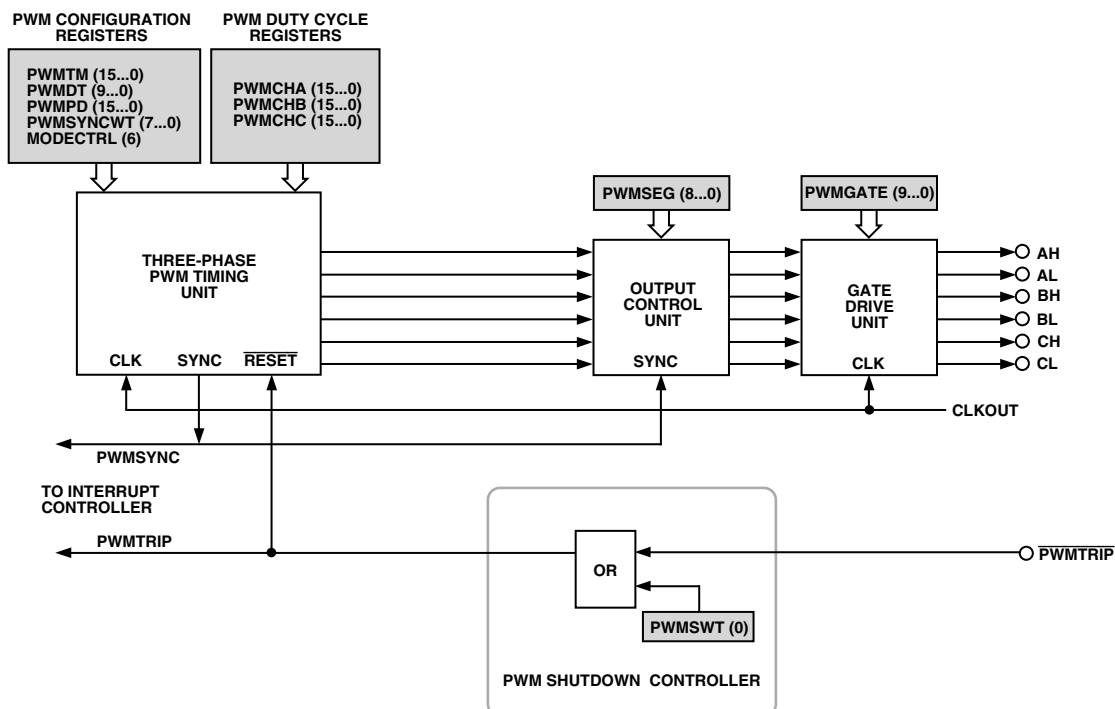 PWM CONFIGURATION
REGISTERS
PWM DUTY CYCLE
REGISTERS
PWMTM (15...0)
PWMDT (9...0)
PWMPD (15...0)
PWMSYNCWT (7...0)
MODECTRL (6)
PWMCHA (15...0)
PWMCHB (15...0)
PWMCHC (15...0)
PWMSEG (8...0)
PWMGATE (9...0)
THREE-PHASE
PWM TIMING
UNIT
CLK
SYNC
RESET
OUTPUT
CONTROL
UNIT
SYNC
GATE
DRIVE
UNIT
CLK
AH
AL
BH
BL
CH
CL
CLKOUT
PWMSYNC
TO INTERRUPT
CONTROLLER
PWMTRIP
OR
PWMTRIP
PWMSWT (0)
PWM SHUTDOWN CONTROLLER